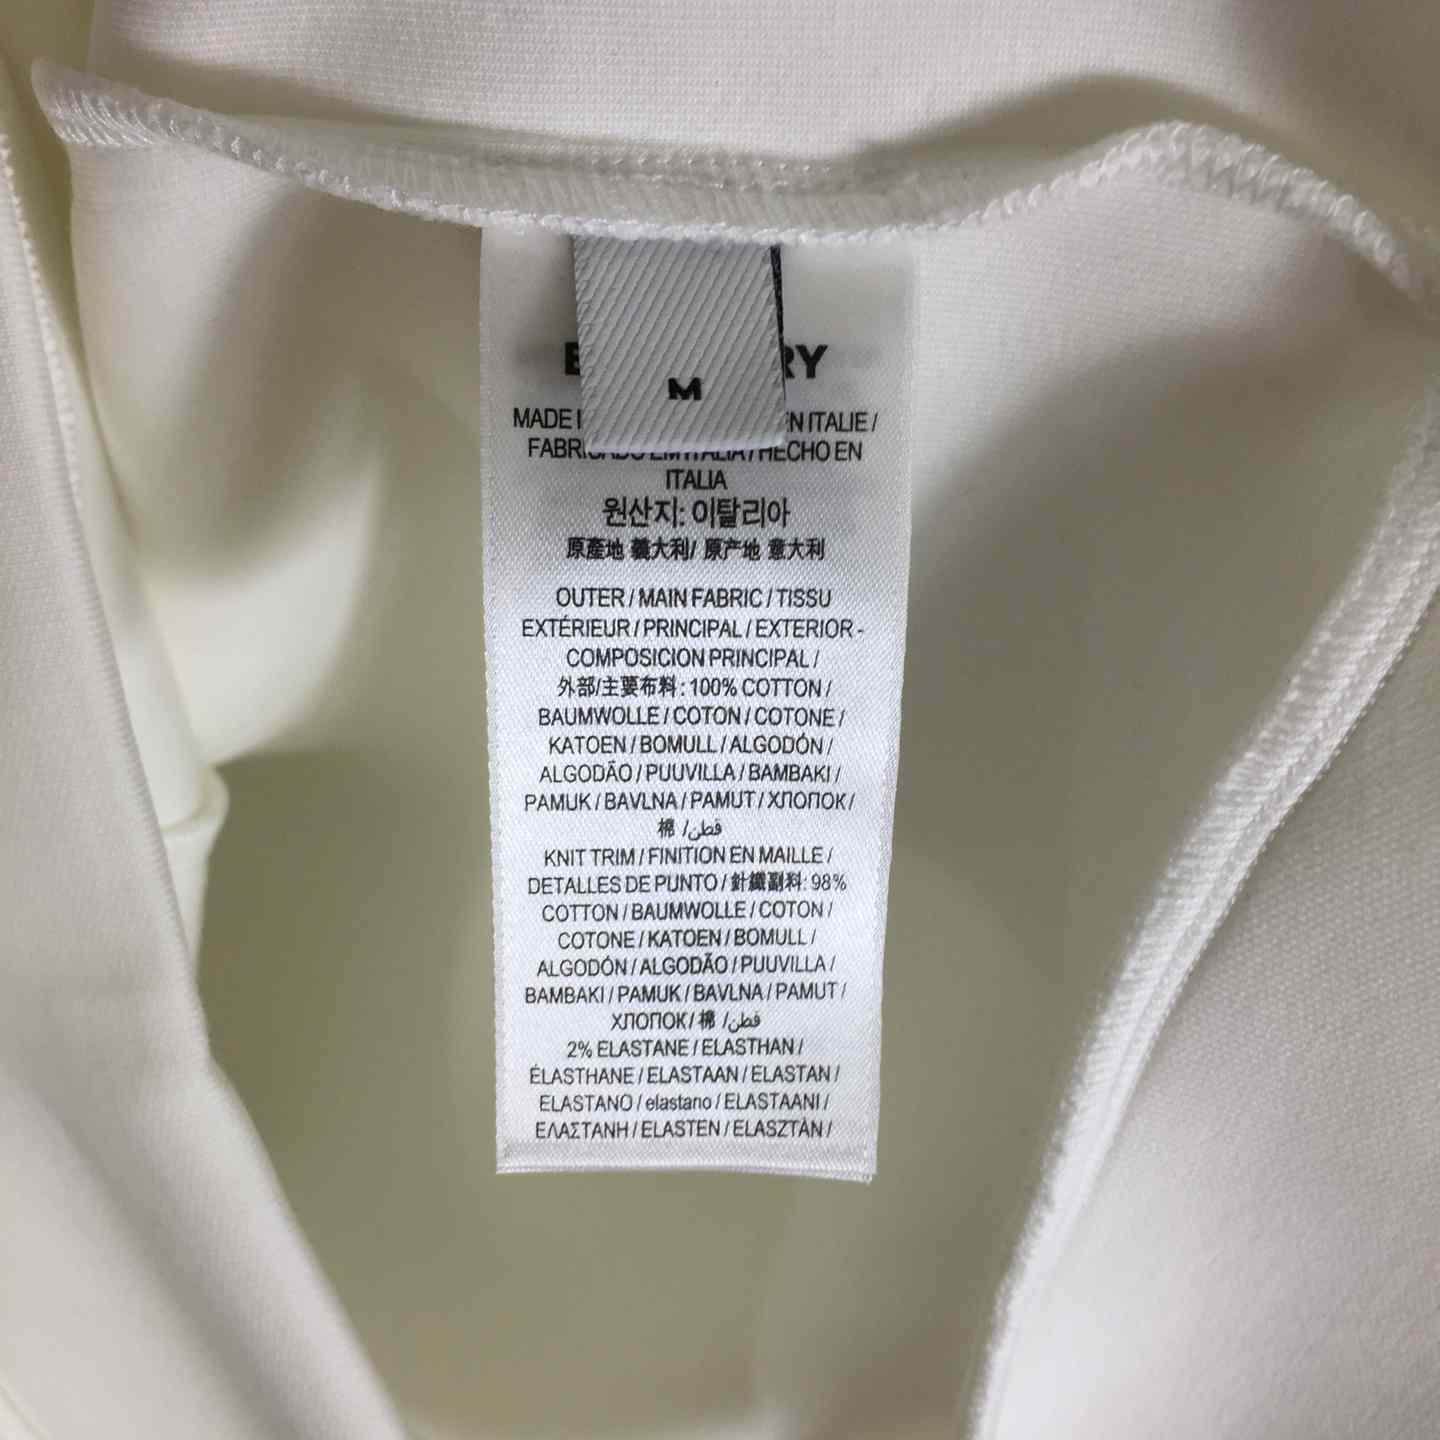 M
MADE I EN ITALIE /
FABRICADO EM ITALIA / HECHO EN
ITALIA
원산지: 이탈리아
原產地 義大利/ 原产地 意大利
OUTER / MAIN FABRIC / TISSU
EXTÉRIEUR / PRINCIPAL / EXTERIOR -
COMPOSICION PRINCIPAL /
外部/主要布料: 100% COTTON /
BAUMWOLLE / COTON / COTONE /
KATOEN / BOMULL / ALGODÓN /
ALGODÃO / PUUVILLA / BAMBAKI /
PAMUK / BAVLNA / PAMUT / ХЛОПОК /
棉 / قطن
KNIT TRIM / FINITION EN MAILLE /
DETALLES DE PUNTO / 針織副料: 98%
COTTON / BAUMWOLLE / COTON /
COTONE / KATOEN / BOMULL /
ALGODÓN / ALGODÃO / PUUVILLA /
BAMBAKI / PAMUK / BAVLNA / PAMUT /
ХЛОПОК / 棉 / قطن
2% ELASTANE / ELASTHAN /
ÉLASTHANE / ELASTAAN / ELASTAN /
ELASTANO / elastano / ELASTAANI /
ΕΛΑΣΤΑΝΗ / ELASTEN / ELASZTÀN /